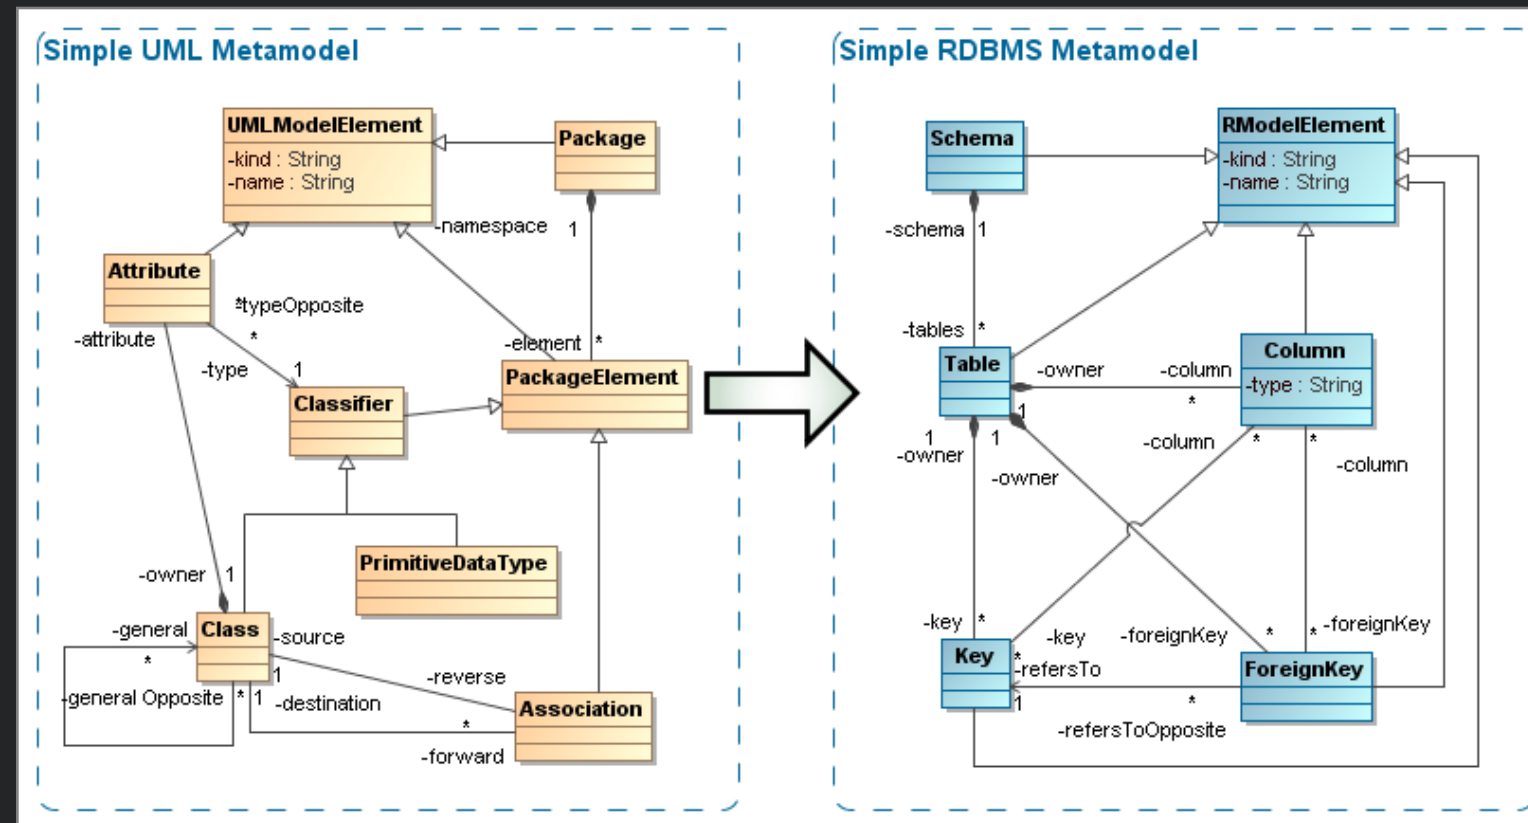 Simple UML Metamodel
UMLModelElement
-kind : String
-name : String
Package
-namespace
1
Attribute
*
-typeOpposite
*
-attribute
-type
1
-element
*
PackageElement
Classifier
PrimitiveDataType
-owner
1
-general
*
Class
-source
1
-reverse
-general Opposite
*
1
-destination
*
Association
-forward
Simple RDBMS Metamodel
Schema
RModelElement
-kind : String
-name : String
-schema
1
-tables
*
Table
-owner
-column
*
Column
-type : String
1
1
-owner
1
-owner
-column
*
*
-column
-key
*
-key
*
-foreignKey
*
*
-foreignKey
Key
-refersTo
1
*
ForeignKey
-refersToOpposite